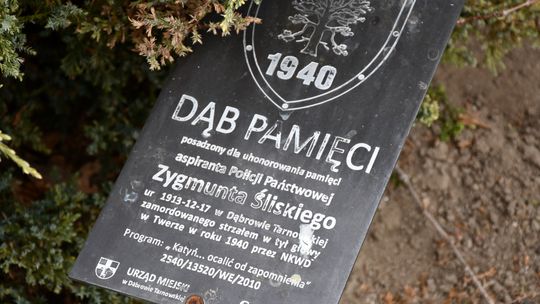 1940
DĄB PAMIĘCI
posadzony dla uhonorowania pamięci
aspiranta Policji Państwowej
Zygmunta Śliskiego
ur 1913-12-17 w Dąbrowie Tarnowskiej
zamordowanego strzałem w tył głowy
w Twerze w roku 1940 przez NKWD
Program: „Katyń... ocalić od zapomnienia”
2540/13520/WE/2010
URZĄD MIEJSKI
w Dąbrowie Tarnowskiej